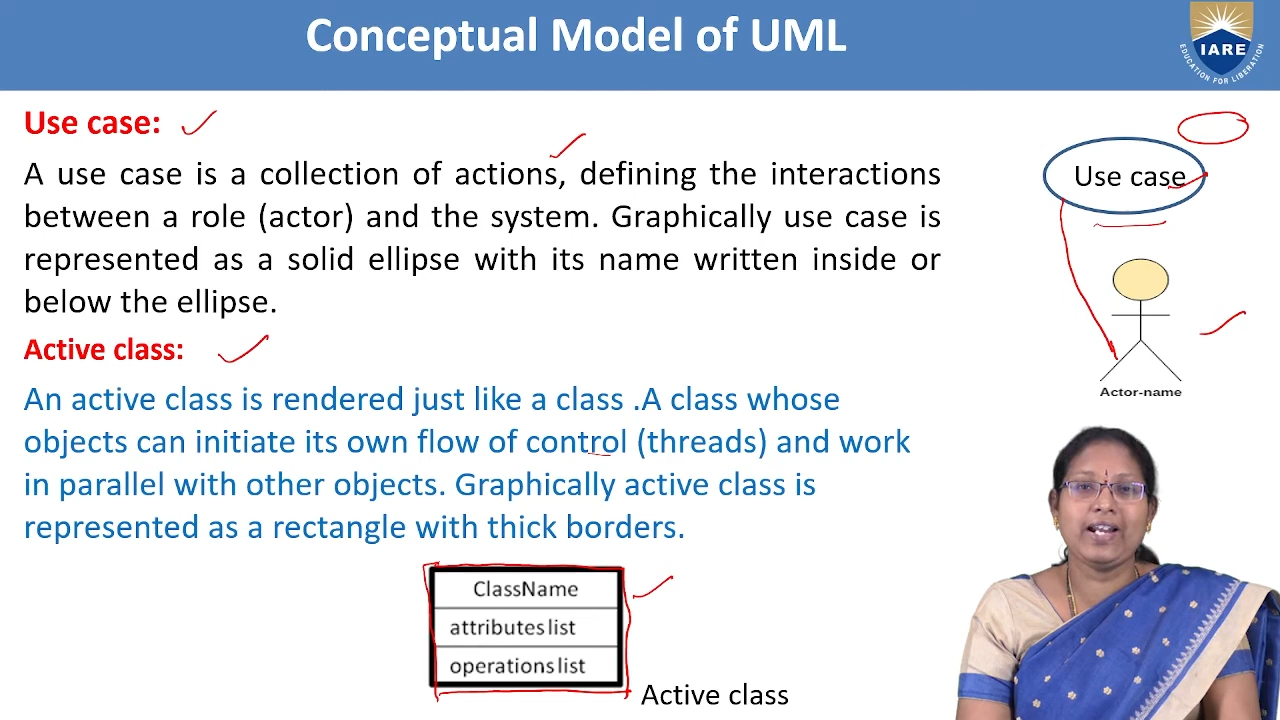 Conceptual Model of UML
IARE
EDUCATION FOR LIBERATION
Use case:
A use case is a collection of actions, defining the interactions
between a role (actor) and the system. Graphically use case is
represented as a solid ellipse with its name written inside or
below the ellipse.
Use case
Actor-name
Active class:
An active class is rendered just like a class .A class whose
objects can initiate its own flow of control (threads) and work
in parallel with other objects. Graphically active class is
represented as a rectangle with thick borders.
ClassName
attributes list
operations list
Active class